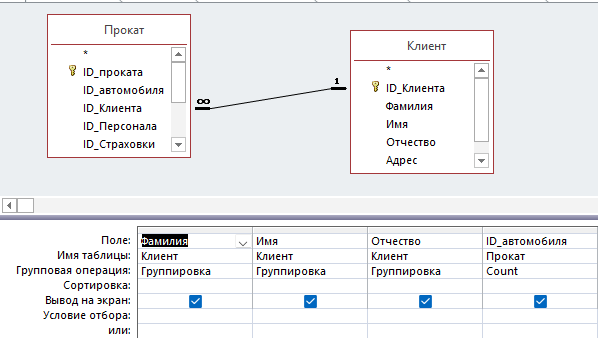 Прокат
*
ID_проката
ID_автомобиля
ID_Клиента
ID_Персонала
ID_Страховки
∞
1
Клиент
*
ID_Клиента
Фамилия
Имя
Отчество
Адрес
Поле: Фамилия Имя Отчество ID_автомобиля
Имя таблицы: Клиент Клиент Клиент Прокат
Групповая операция: Группировка Группировка Группировка Count
Сортировка:
Вывод на экран:
Условие отбора:
или: